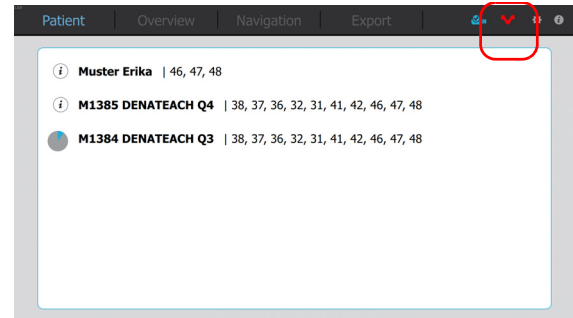 Patient Overview Navigation Export
Muster Erika | 46, 47, 48
M1385 DENATEACH Q4 | 38, 37, 36, 32, 31, 41, 42, 46, 47, 48
M1384 DENATEACH Q3 | 38, 37, 36, 32, 31, 41, 42, 46, 47, 48